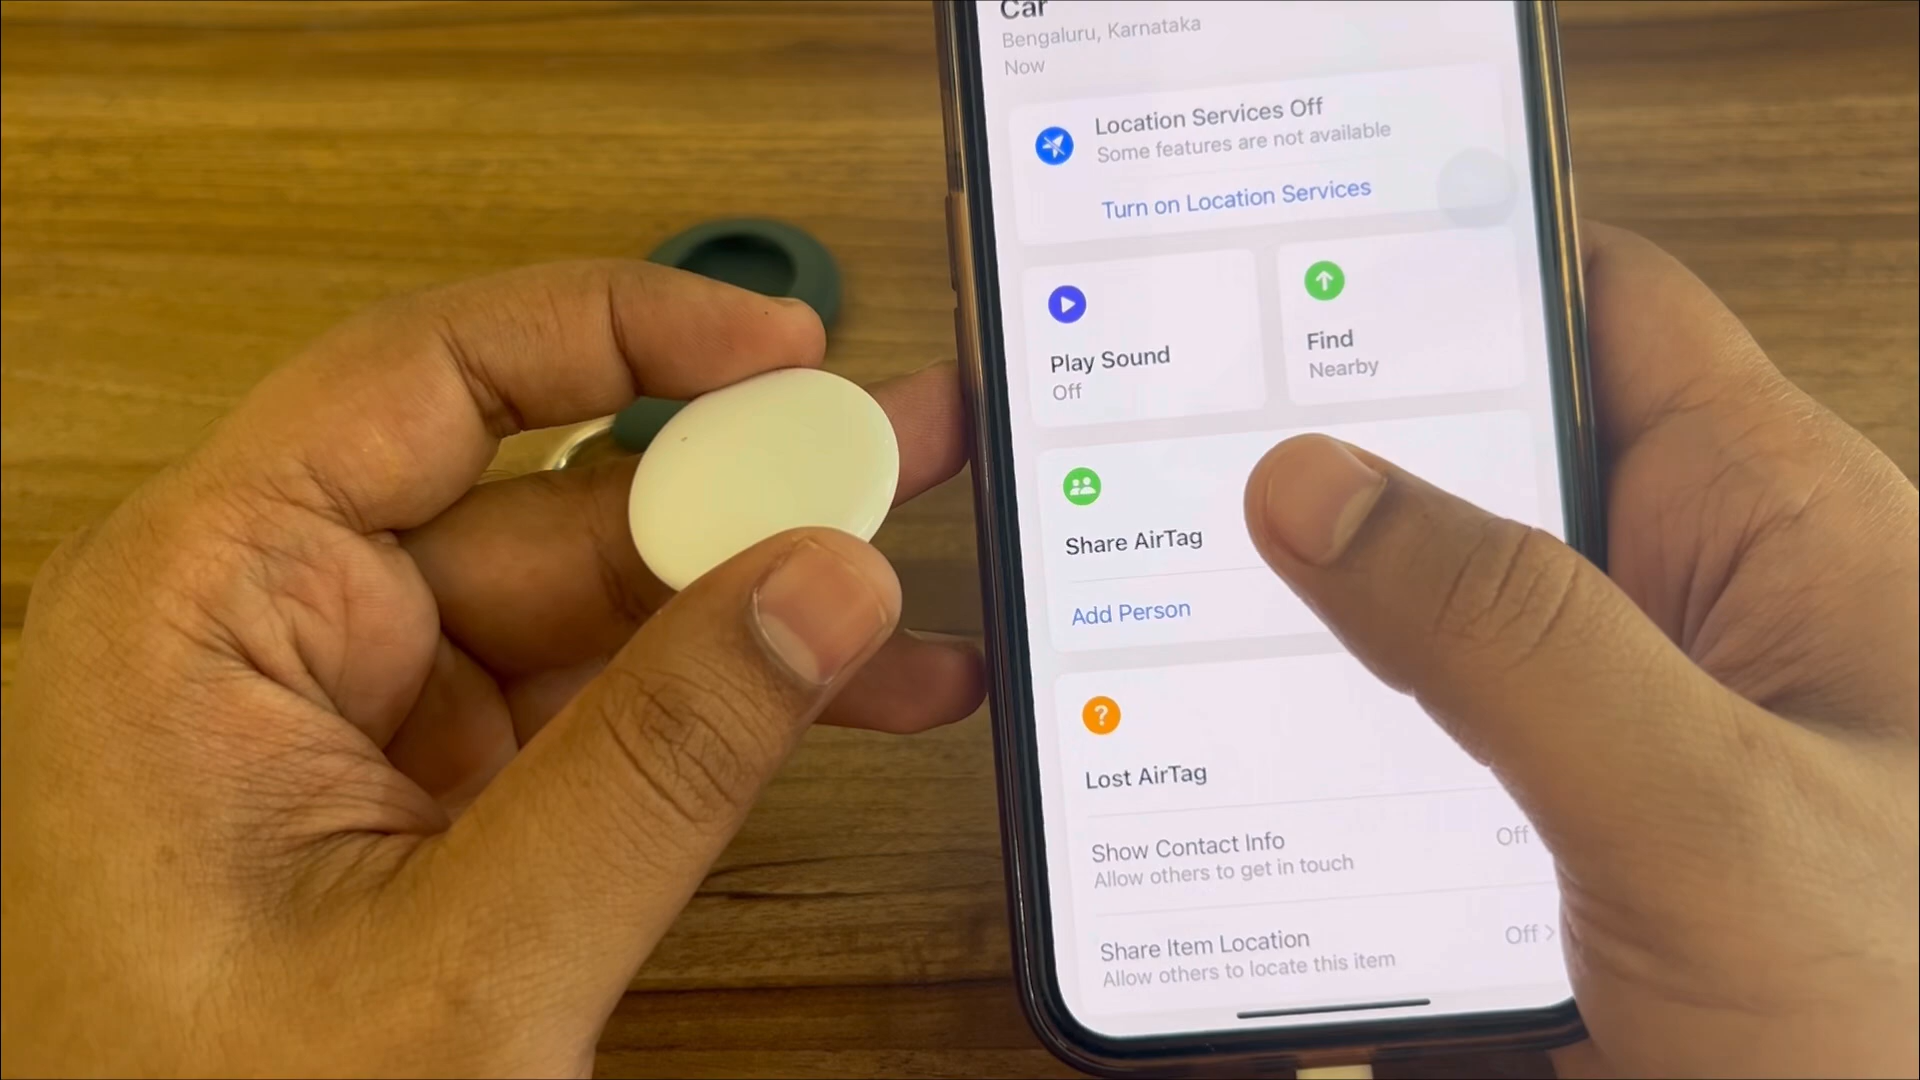 Car
Bengaluru, Karnataka
Now
Location Services Off
Some features are not available
Turn on Location Services
Play Sound
Off
Find
Nearby
Share AirTag
Add Person
?
Lost AirTag
Show Contact Info
Off
Allow others to get in touch
Share Item Location
Off >
Allow others to locate this item